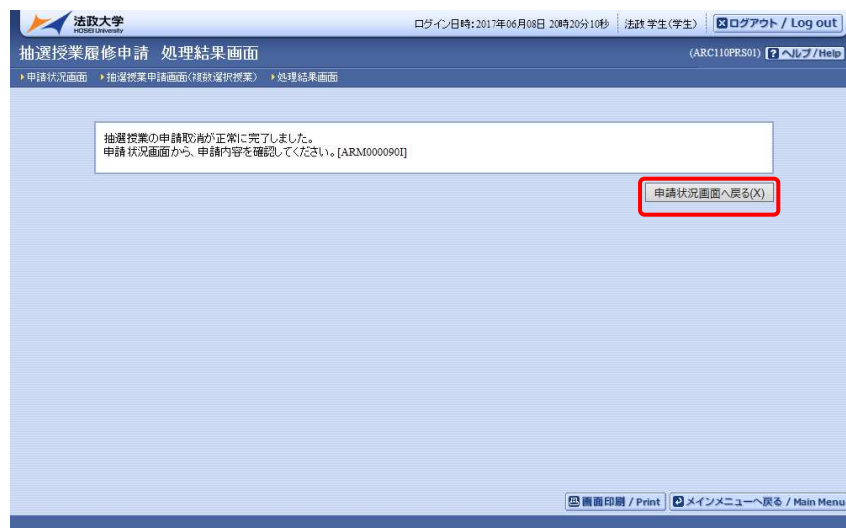 法政大学
HOSEI University
ログイン日時:2017年06月08日 20時20分10秒
法政 学生(学生)
ログアウト / Log out
抽選授業履修申請 処理結果画面
(ARC110PRS01)
? ヘルプ/Help
申請状況画面
抽選授業申請画面(複数選択授業)
処理結果画面
抽選授業の申請取消が正常に完了しました。
申請状況画面から、申請内容を確認してください。[ARM000090I]
申請状況画面へ戻る(X)
画面印刷 / Print
メインメニューへ戻る / Main Menu